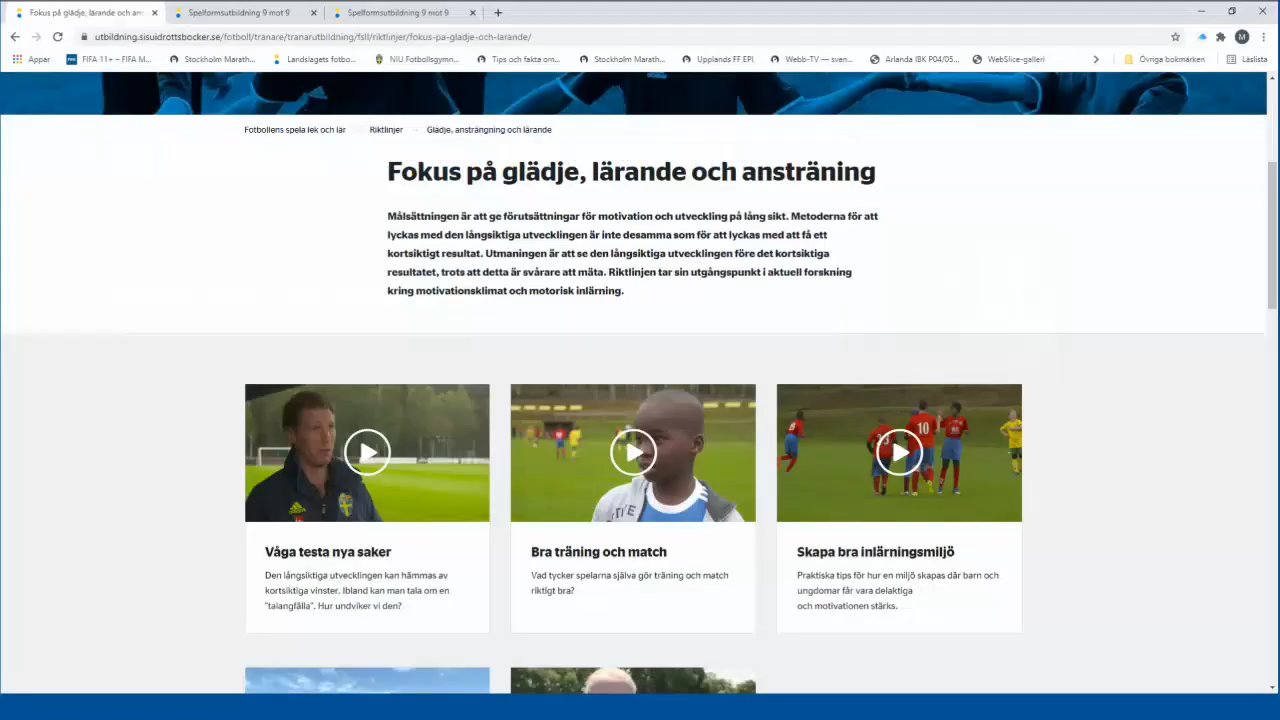 Fokus på glädje, lärande och an
Spelformsutbildning 9 mot 9
Spelformsutbildning 9 mot 9
utbildning.sisuidrottsbocker.se/fotboll/tranare/tranarutbildning/fsll/riktlinjer/fokus-pa-gladje-och-larande/
M
Appar
FIFA 11+ – FIFA M...
Stockholm Marath...
Landslagets fotbo...
NIU Fotbollsgymn...
Tips och fakta om...
Stockholm Marath...
Upplands FF EPI
Webb-TV — sven...
Arlanda IBK P04/05...
WebSlice-galleri
Övriga bokmärken
Läslista
Fotbollens spela lek och lär
Riktlinjer
Glädje, ansträngning och lärande
Fokus på glädje, lärande och ansträning
Målsättningen är att ge förutsättningar för motivation och utveckling på lång sikt. Metoderna för att
lyckas med den långsiktiga utvecklingen är inte desamma som för att lyckas med att få ett
kortsiktigt resultat. Utmaningen är att se den långsiktiga utvecklingen före det kortsiktiga
resultatet, trots att detta är svårare att mäta. Riktlinjen tar sin utgångspunkt i aktuell forskning
kring motivationsklimat och motorisk inlärning.
10
Våga testa nya saker
Den långsiktiga utvecklingen kan hämmas av
kortsiktiga vinster. Ibland kan man tala om en
"talangfälla". Hur undviker vi den?
Bra träning och match
Vad tycker spelarna själva gör träning och match
riktigt bra?
Skapa bra inlärningsmiljö
Praktiska tips för hur en miljö skapas där barn och
ungdomar får vara delaktiga
och motivationen stärks.